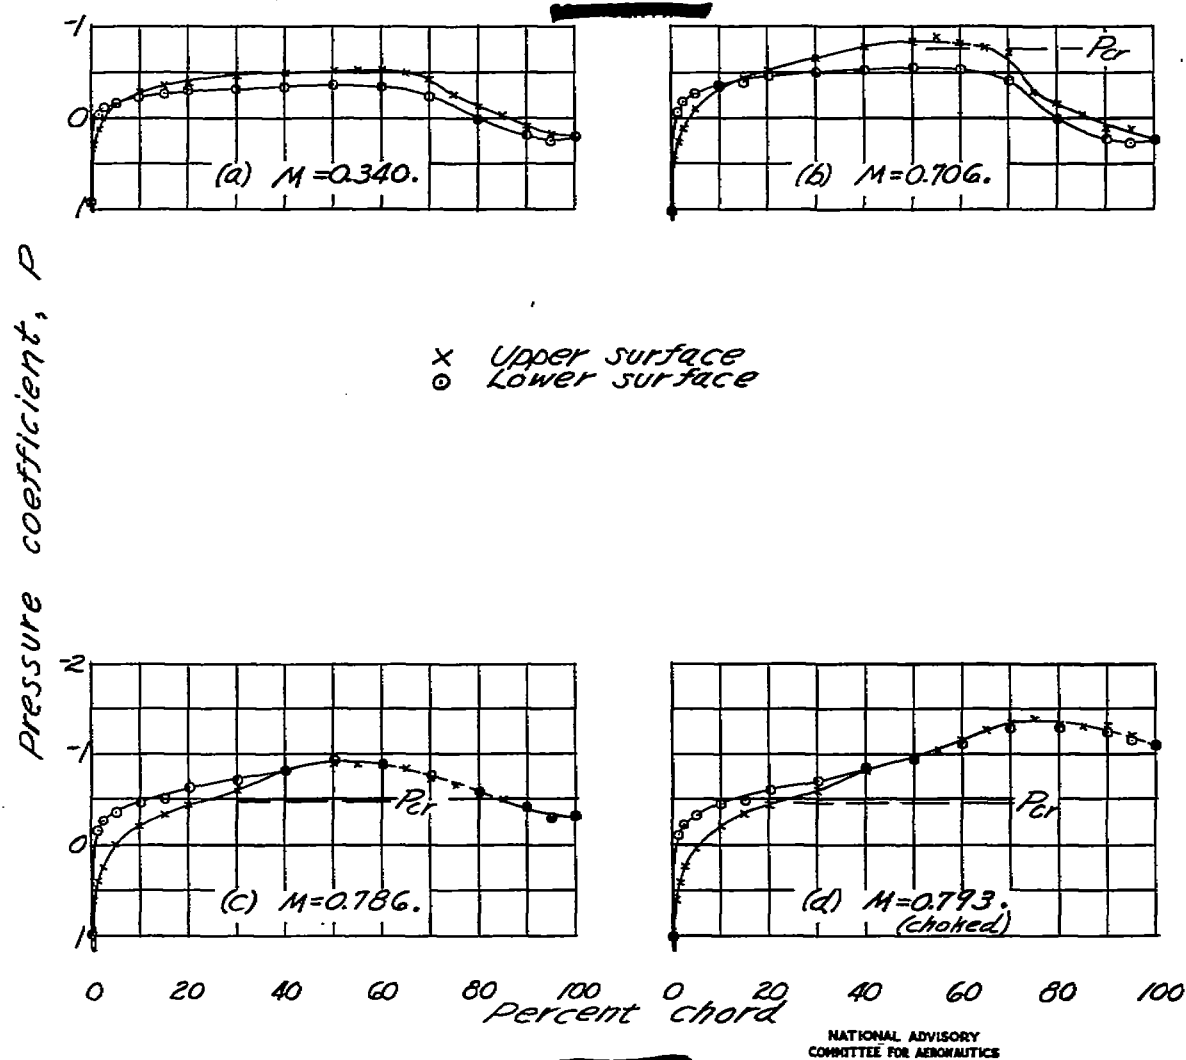 -1
0
1
(a) M=0.340.
Pcr
(b) M=0.706.
Pressure coefficient, P
x Upper surface
⊙ Lower surface
-2
-1
0
1
Pcr
(c) M=0.786.
Pcr
(d) M=0.793.
(choked)
0 20 40 60 80 100 0 20 40 60 80 100
Percent chord
NATIONAL ADVISORY
COMMITTEE FOR AERONAUTICS